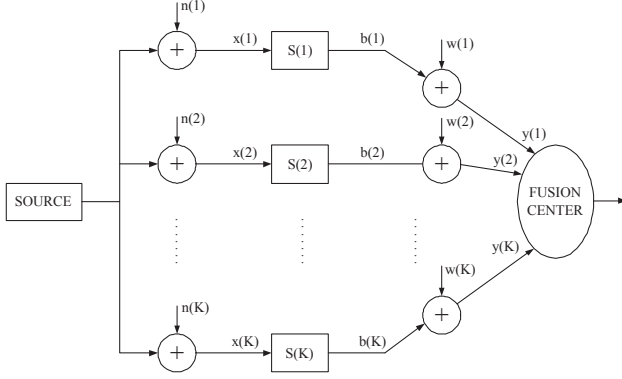 n(1)
x(1)
S(1)
b(1)
w(1)
+
+
y(1)
n(2)
x(2)
S(2)
b(2)
w(2)
+
+
y(2)
SOURCE
FUSION
CENTER
n(K)
x(K)
S(K)
b(K)
w(K)
+
+
y(K)